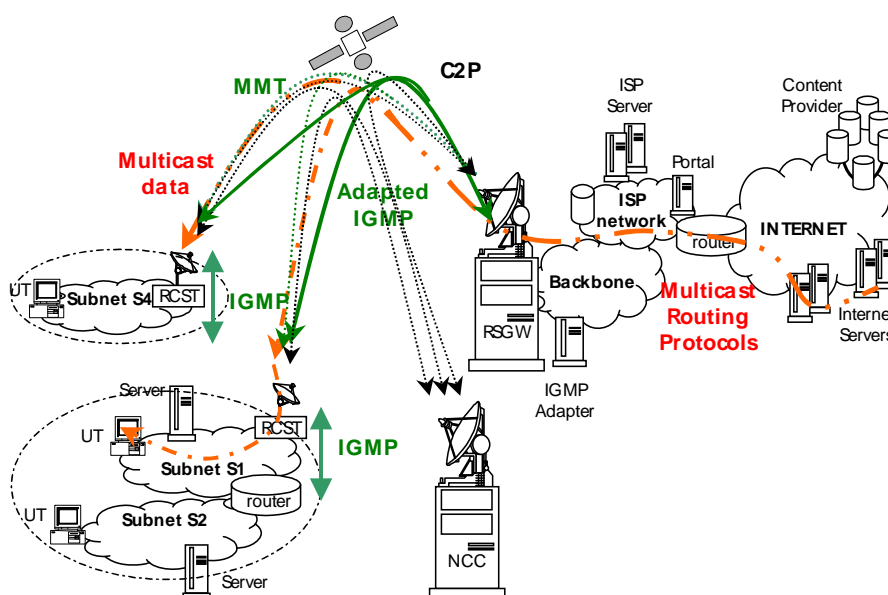 C2P
MMT
ISP
Server
Content
Provider
Multicast
data
Portal
Adapted
IGMP
ISP
network
INTERNET
router
UT
Subnet S4
RCST
IGMP
Backbone
Multicast
Routing
Protocols
Interne
Servers
RSGW
IGMP
Adapter
Server
UT
RCST
IGMP
Subnet S1
router
UT
Subnet S2
Server
NCC